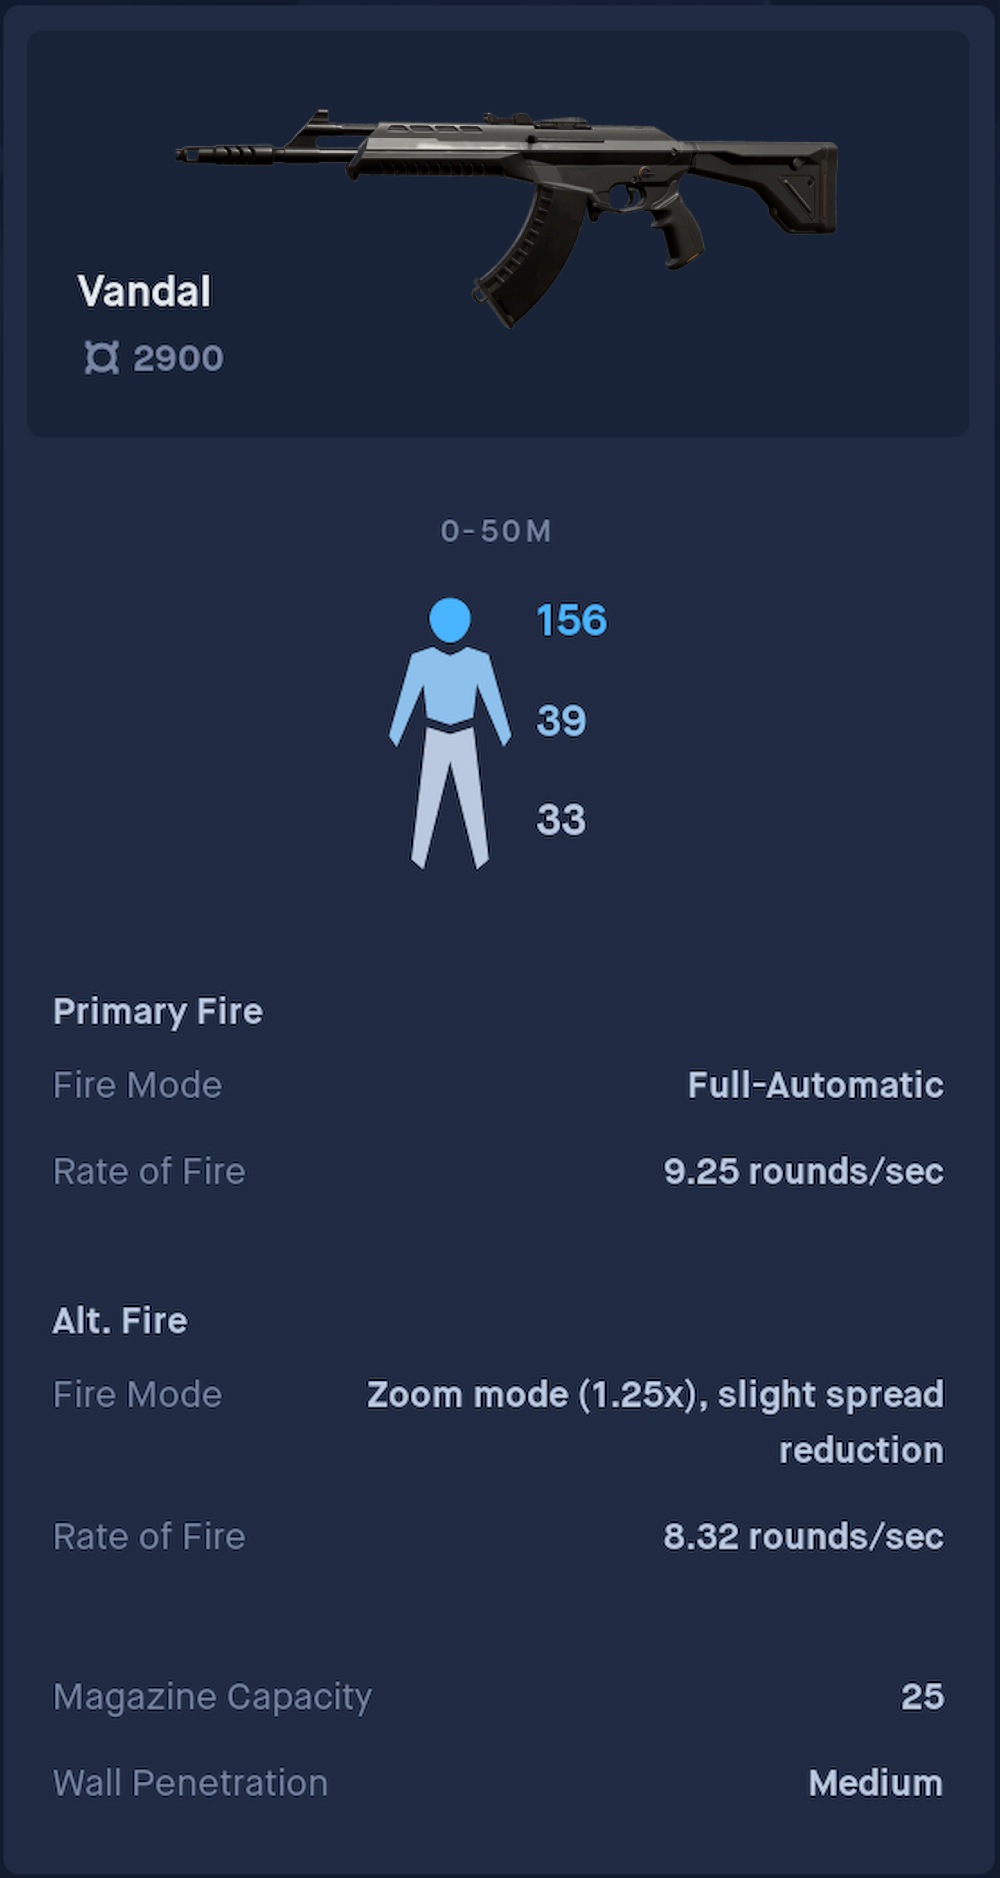 Vandal
¤ 2900
0-50M
156
39
33
Primary Fire
Fire Mode Full-Automatic
Rate of Fire 9.25 rounds/sec
Alt. Fire
Fire Mode Zoom mode (1.25x), slight spread
reduction
Rate of Fire 8.32 rounds/sec
Magazine Capacity 25
Wall Penetration Medium